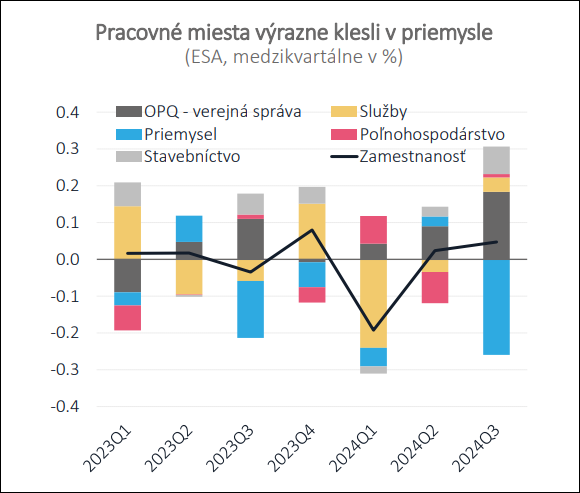 Pracovné miesta výrazne klesli v priemysle
(ESA, medzikvartálne v %)
0.4
OPQ - verejná správa
Služby
Priemysel
Poľnohospodárstvo
Stavebníctvo
Zamestnanosť
0.3
0.2
0.1
0.0
-0.1
-0.2
-0.3
-0.4
2023Q1
2023Q2
2023Q3
2023Q4
2024Q1
2024Q2
2024Q3